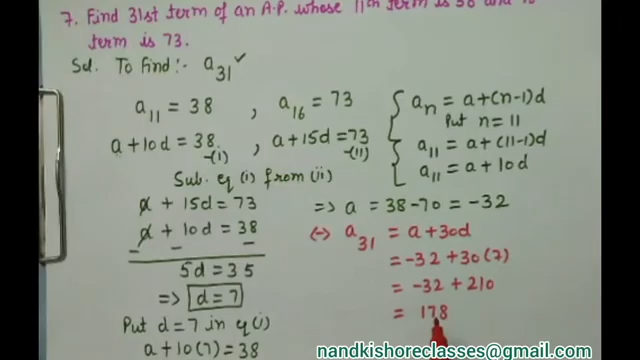 7. Find 31st term of an A.P. whose 11th term is 38 and
term is 73.
Sol. To Find:- a₃₁ ✓
a₁₁ = 38 , a₁₆ = 73
a+10d = 38 -(i) , a+15d = 73 -(ii)
Sub. eq (i) from (ii)
a + 15d = 73
a + 10d = 38
- - -
5d = 35
=> d = 7
Put d = 7 in eq (i)
a + 10(7) = 38
{ aₙ = a+(n-1)d
Put n = 11
{ a₁₁ = a+(11-1)d
a₁₁ = a + 10d
=> a = 38 - 70 = -32
(->) a₃₁ = a + 30d
= -32 + 30(7)
= -32 + 210
= 178
nandkishoreclasses@gmail.com